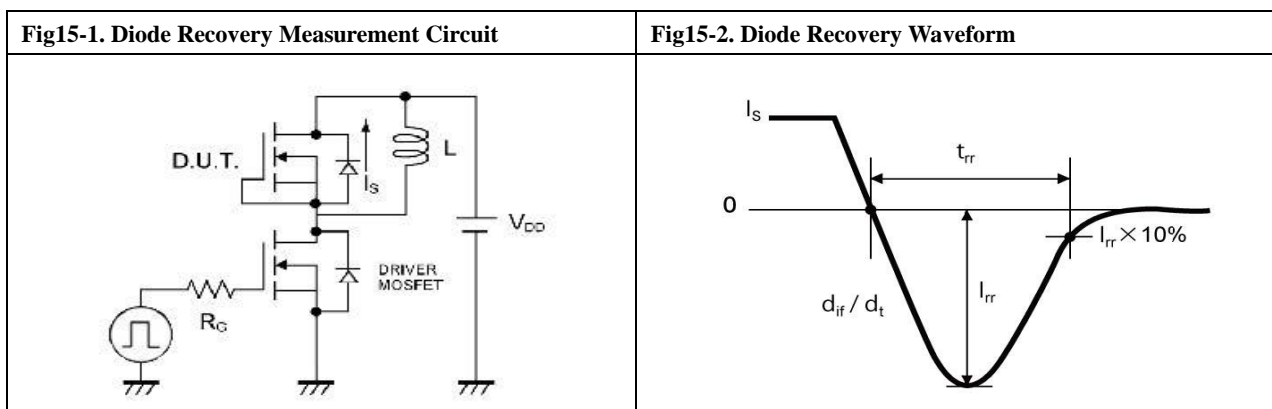 Fig15-1. Diode Recovery Measurement Circuit
Fig15-2. Diode Recovery Waveform
D.U.T.
IS
L
VDD
DRIVER
MOSFET
RG
IS
trr
0
Irr×10%
dif / dt
Irr